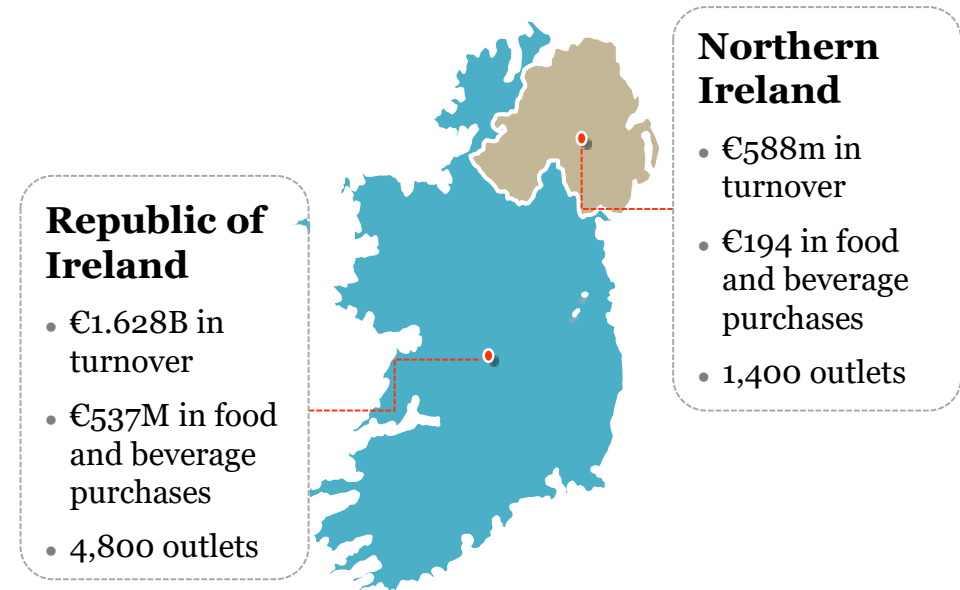 Republic of
Ireland
• €1.628B in
turnover
• €537M in food
and beverage
purchases
• 4,800 outlets
Northern
Ireland
• €588m in
turnover
• €194 in food
and beverage
purchases
• 1,400 outlets